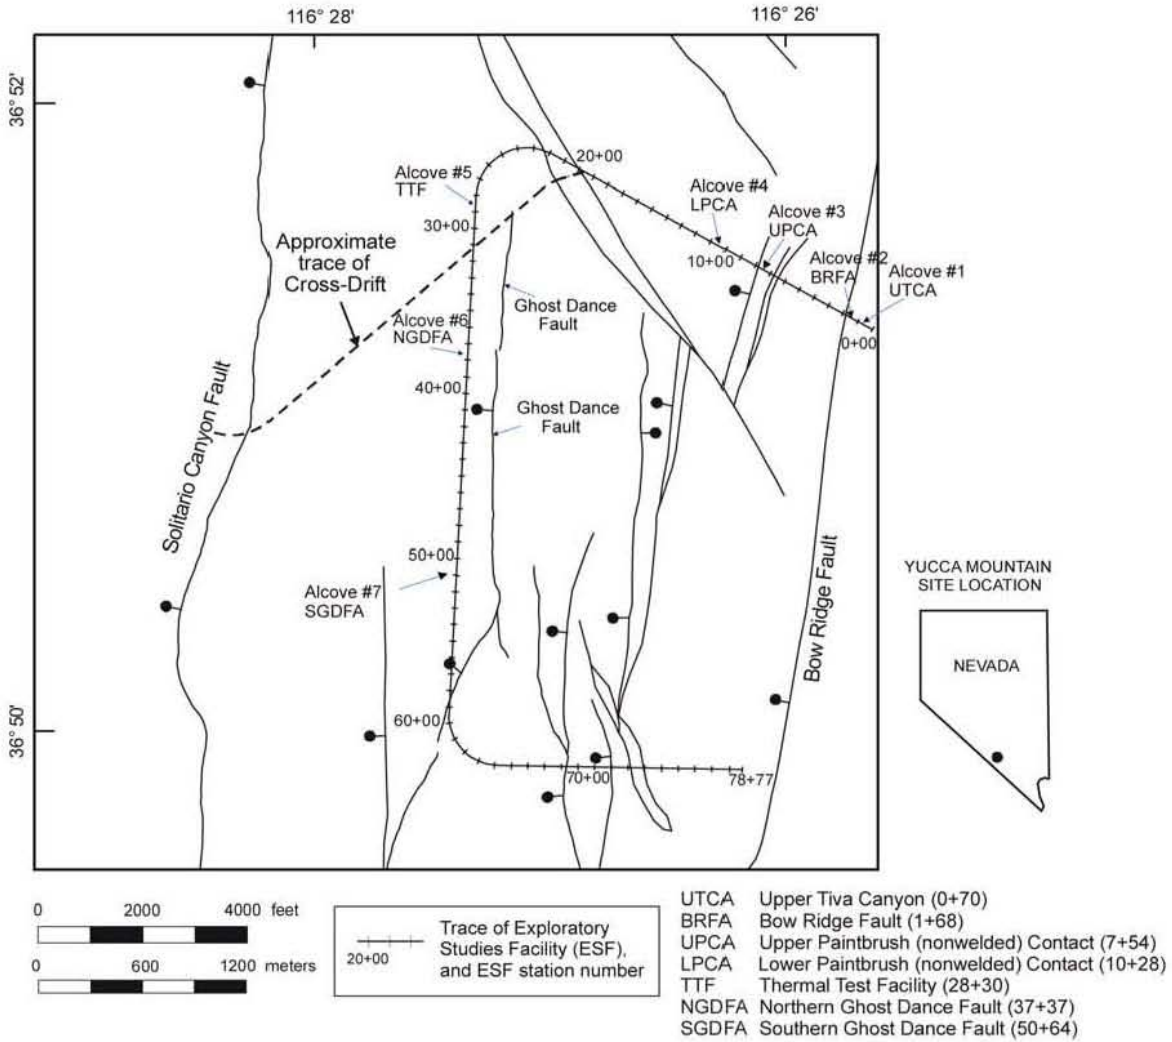 116° 28'
116° 26'
36° 52'
36° 50'
20+00
Alcove #5
TTF
Alcove #4
LPCA
Alcove #3
UPCA
30+00
Approximate
trace of
Cross-Drift
10+00
Alcove #2
BRFA
Alcove #1
UTCA
Ghost Dance
Fault
Alcove #6
NGDFA
0+00
40+00
Ghost Dance
Fault
Solitario Canyon Fault
50+00
Alcove #7
SGDFA
Bow Ridge Fault
60+00
70+00
78+77
YUCCA MOUNTAIN
SITE LOCATION
NEVADA
0 2000 4000 feet
0 600 1200 meters
20+00
Trace of Exploratory
Studies Facility (ESF),
and ESF station number
UTCA Upper Tiva Canyon (0+70)
BRFA Bow Ridge Fault (1+68)
UPCA Upper Paintbrush (nonwelded) Contact (7+54)
LPCA Lower Paintbrush (nonwelded) Contact (10+28)
TTF Thermal Test Facility (28+30)
NGDFA Northern Ghost Dance Fault (37+37)
SGDFA Southern Ghost Dance Fault (50+64)